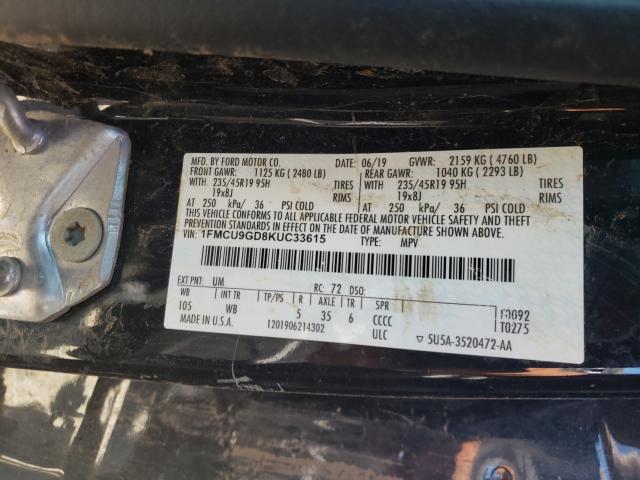 MFD. BY FORD MOTOR CO.
DATE: 06/19 GVWR: 2159 KG ( 4760 LB)
FRONT GAWR: 1125 KG ( 2480 LB)
REAR GAWR: 1040 KG ( 2293 LB)
WITH TIRES
235/45R19 95H
WITH TIRES
235/45R19 95H
19x8J RIMS
19x8J RIMS
AT 250 kPa/ 36 PSI COLD
AT 250 kPa/ 36 PSI COLD
THIS VEHICLE CONFORMS TO ALL APPLICABLE FEDERAL MOTOR VEHICLE SAFETY AND THEFT
PREVENTION STANDARDS IN EFFECT ON THE DATE OF MANUFACTURE SHOWN ABOVE.
VIN: 1FMCU9GD8KUC33615 TYPE: MPV
EXT PNT: UM RC: 72 DSO:
WB INT TR TP/PS R AXLE TR SPR
105 WB 5 35 6 CCCC
MADE IN U.S.A. 1201906214302 ULC
T0275
5U5A-3520472-AA